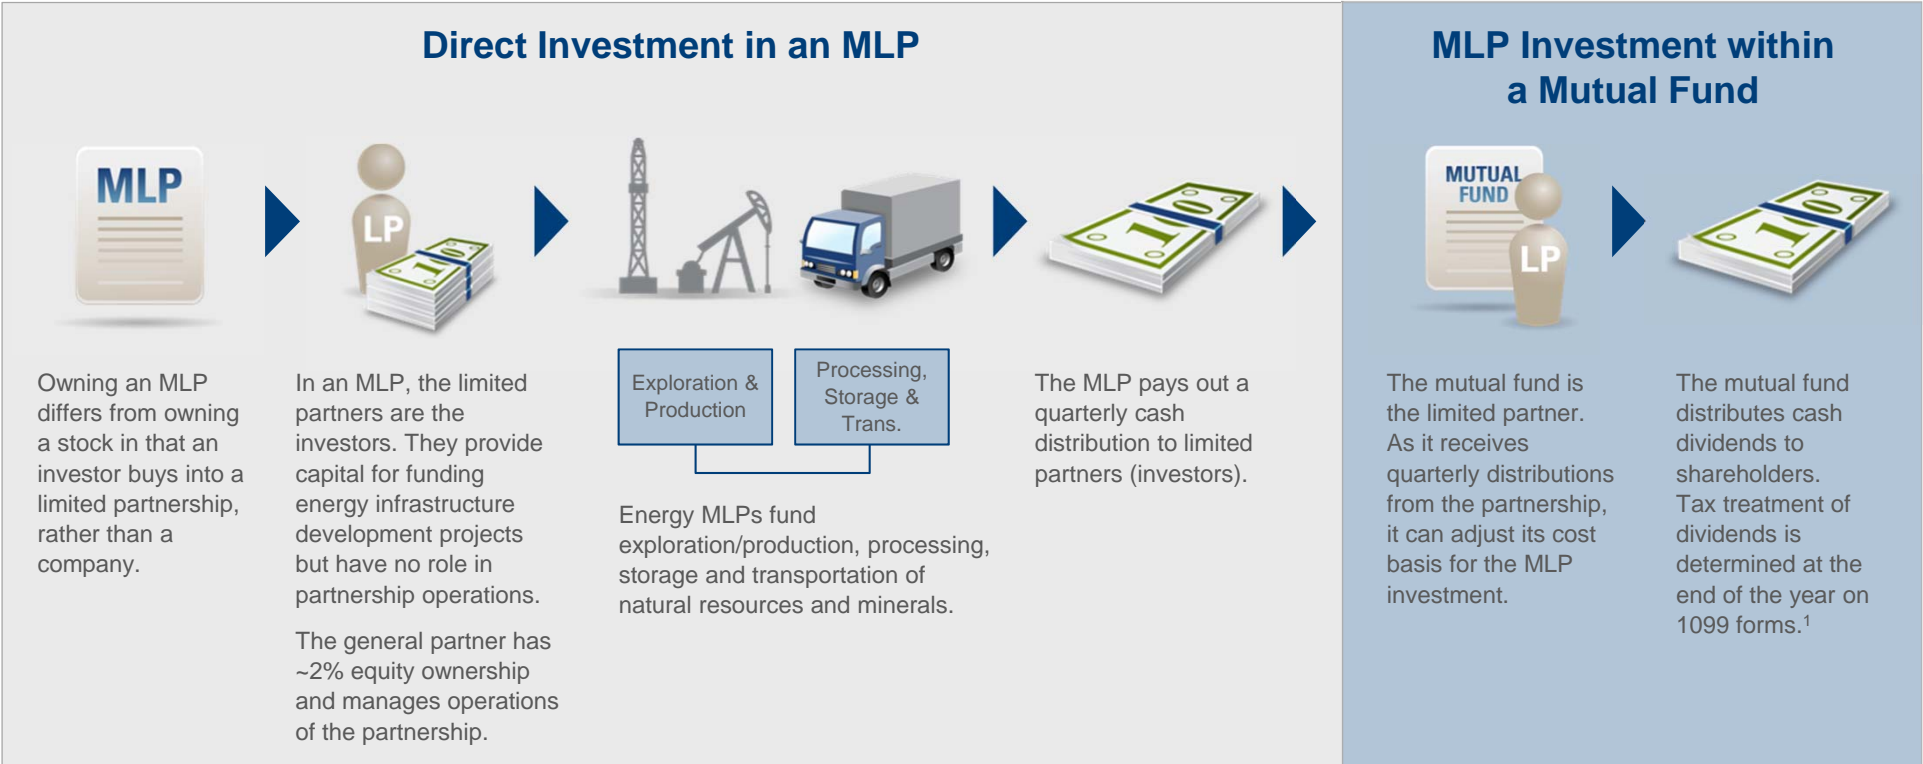 Direct Investment in an MLP
MLP
LP
10
Exploration &
Production
Processing,
Storage &
Trans.
10
Owning an MLP
differs from owning
a stock in that an
investor buys into a
limited partnership,
rather than a
company.
In an MLP, the limited
partners are the
investors. They provide
capital for funding
energy infrastructure
development projects
but have no role in
partnership operations.
The general partner has
~2% equity ownership
and manages operations
of the partnership.
Energy MLPs fund
exploration/production, processing,
storage and transportation of
natural resources and minerals.
The MLP pays out a
quarterly cash
distribution to limited
partners (investors).
MLP Investment within
a Mutual Fund
MUTUAL
FUND
LP
10
The mutual fund is
the limited partner.
As it receives
quarterly distributions
from the partnership,
it can adjust its cost
basis for the MLP
investment.
The mutual fund
distributes cash
dividends to
shareholders.
Tax treatment of
dividends is
determined at the
end of the year on
1099 forms.¹